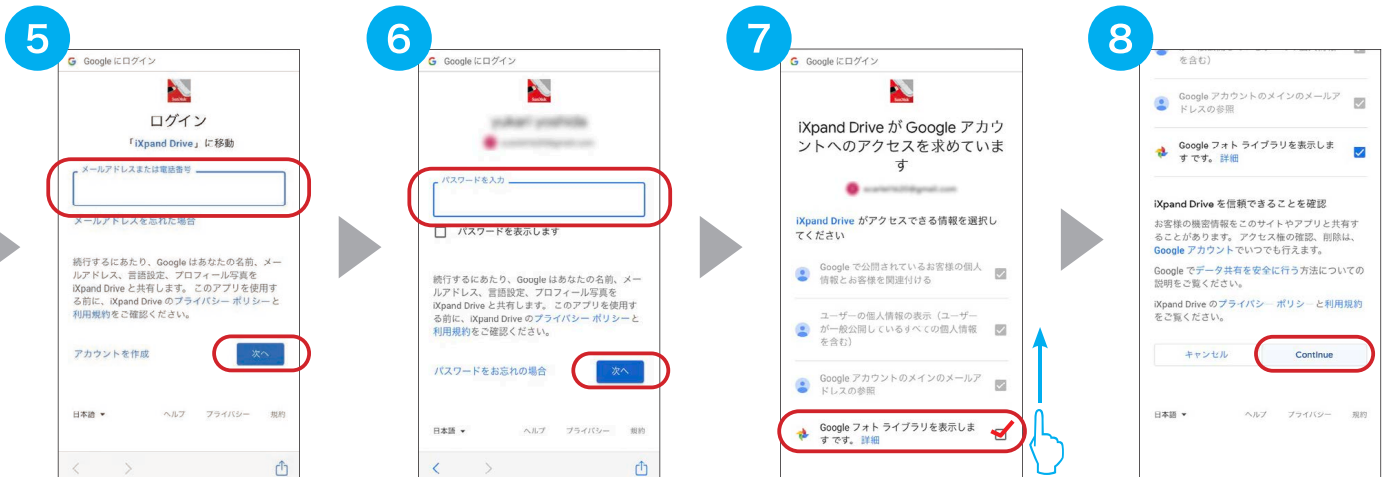 5
G Google にログイン
ログイン
「iXpand Drive」に移動
メールアドレスまたは電話番号
メールアドレスを忘れた場合
続行するにあたり、Google はあなたの名前、メー
ルアドレス、言語設定、プロフィール写真を
iXpand Drive と共有します。このアプリを使用す
る前に、iXpand Drive のプライバシー ポリシーと
利用規約をご確認ください。
アカウントを作成
次へ
日本語
ヘルプ
プライバシー
規約
6
G Google にログイン
パスワードを入力
パスワードを表示します
続行するにあたり、Google はあなたの名前、メー
ルアドレス、言語設定、プロフィール写真を
iXpand Drive と共有します。このアプリを使用す
る前に、iXpand Drive のプライバシー ポリシーと
利用規約をご確認ください。
パスワードをお忘れの場合
次へ
日本語
ヘルプ
プライバシー
規約
7
G Google にログイン
iXpand Drive が Google アカウ
ントへのアクセスを求めていま
す
iXpand Drive がアクセスできる情報を選択し
てください
Google で公開されているお客様の個人
情報とお客様を関連付ける
ユーザーの個人情報の表示（ユーザー
が一般公開しているすべての個人情報
を含む）
Google アカウントのメインのメールア
ドレスの参照
Google フォト ライブラリを表示しま
す です。詳細
8
を含む）
Google アカウントのメインのメールア
ドレスの参照
Google フォト ライブラリを表示しま
す です。詳細
iXpand Drive を信頼できることを確認
お客様の機密情報をこのサイトやアプリと共有す
ることがあります。アクセス権の確認、削除は、
Google アカウントでいつでも行えます。
Google でデータ共有を安全に行う方法についての
説明をご覧ください。
iXpand Drive のプライバシー ポリシーと利用規約
をご覧ください。
キャンセル
Continue
日本語
ヘルプ
プライバシー
規約